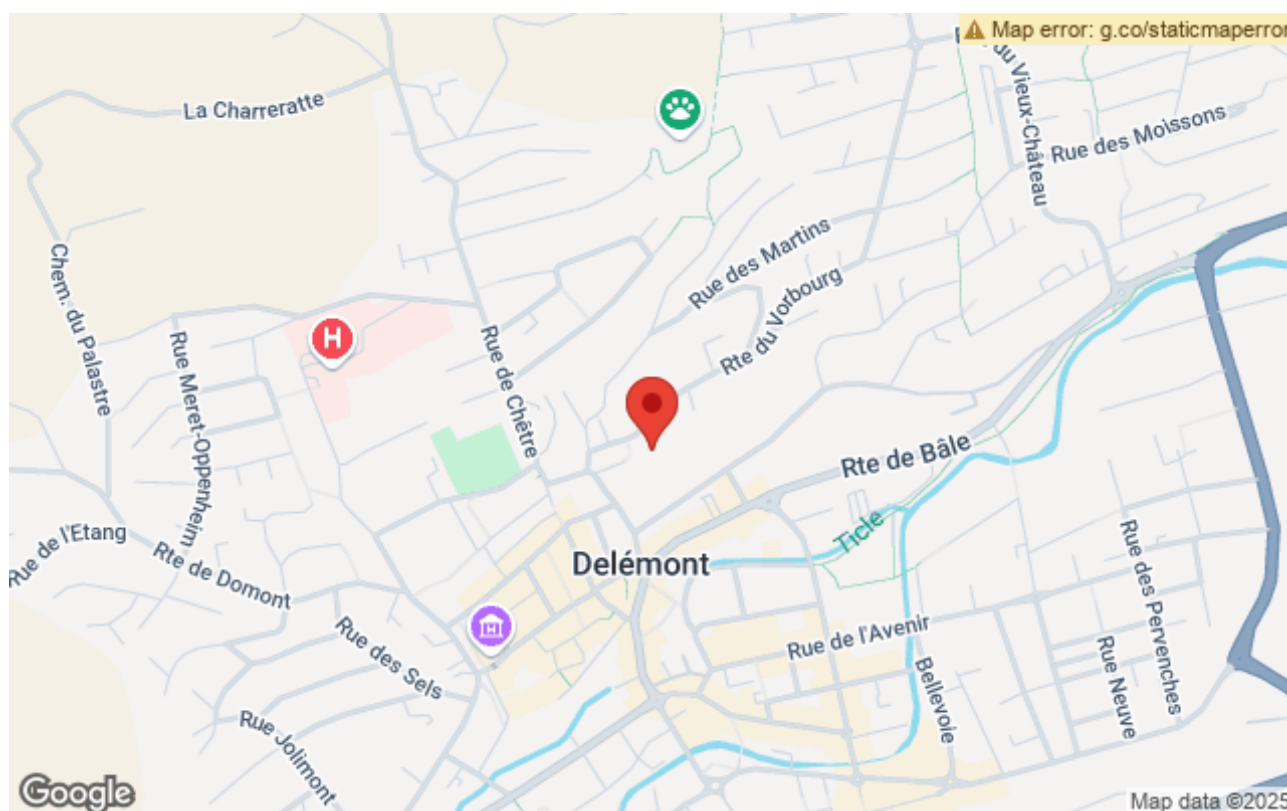 Map error: g.co/staticmaperror
La Charreratte
du Vieux-Château
Rue des Moissons
Rue des Martins
Rte du Vorbourg
Chem. du Palastre
Rue Meret-Oppenheim
H
Rue de Chêtre
Rte de Bâle
Ticle
Rue de l'Etang
Rte de Domont
Delémont
Rue des Pervenches
Rue de l'Avenir
Rue des Sels
Bellevoie
Rue Neuve
Rue Jolimont
Google
Map data ©2025